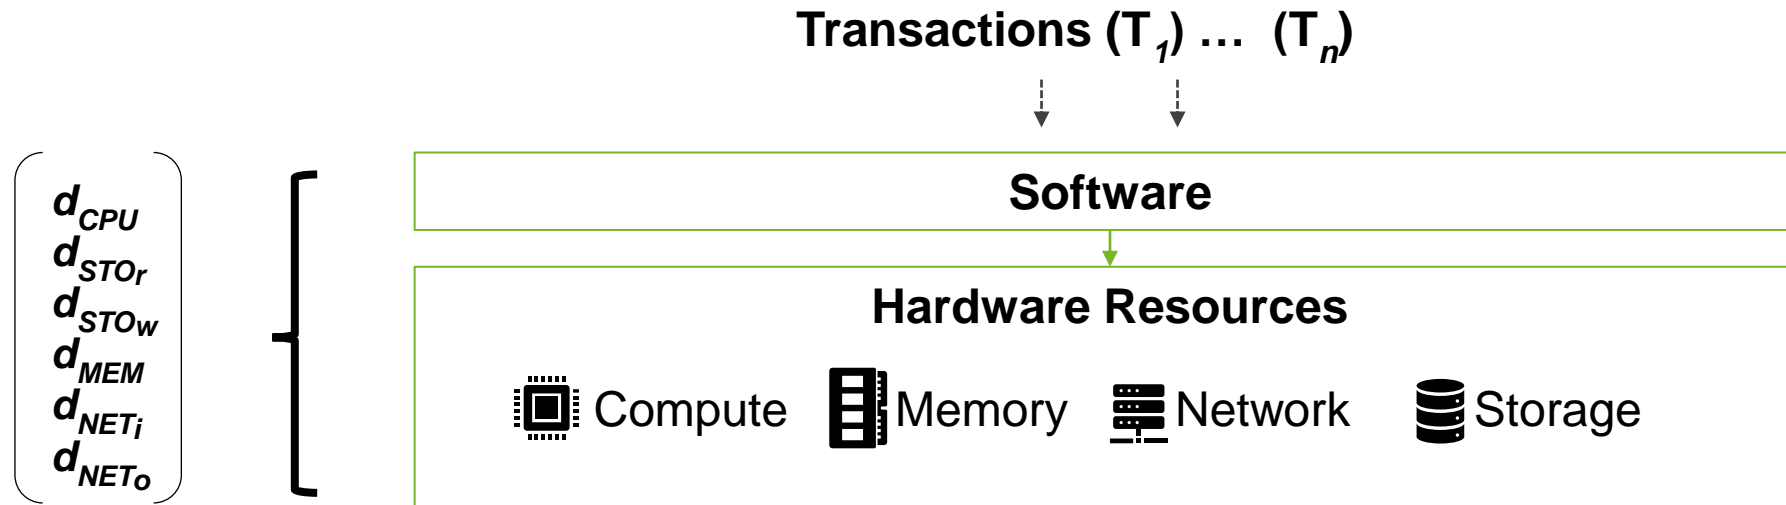 Transactions (T1) … (Tn)
Software
dCPU
dSTOr
dSTOw
dMEM
dNETi
dNETo
Hardware Resources
Compute Memory Network Storage